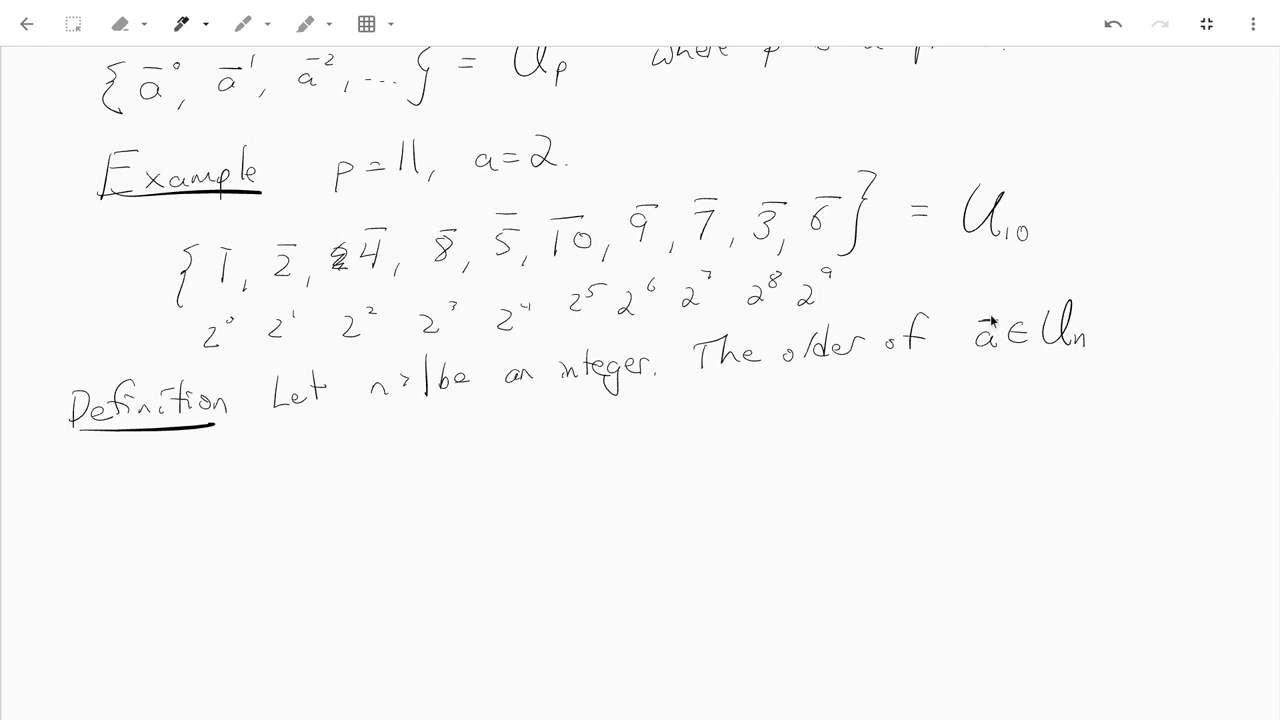 {ā⁰, ā¹, ā², ...} = U_p where p
Example p = 11, a = 2.
{1̄, 2̄, 4̄, 8̄, 5̄, 1̄0̄, 9̄, 7̄, 3̄, 6̄} = U₁₀
2⁰ 2¹ 2² 2³ 2⁴ 2⁵ 2⁶ 2⁷ 2⁸ 2⁹
Definition Let n > 1 be an integer. The order of ā ∈ Uₙ